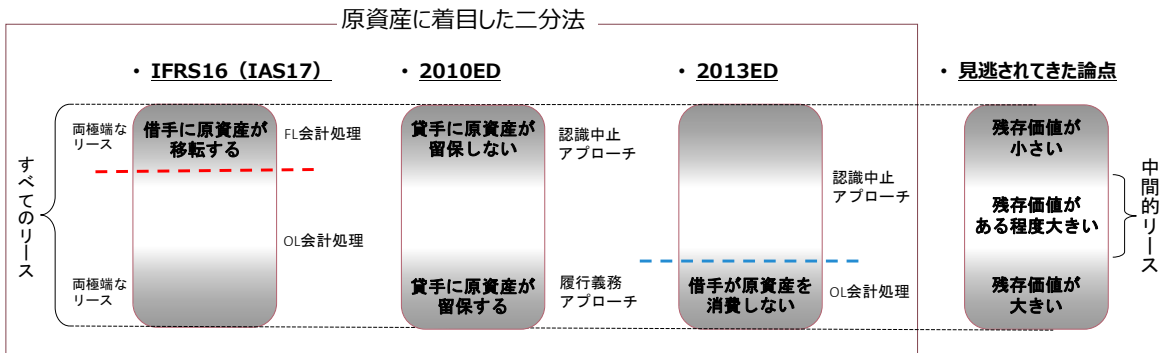 原資産に着目した二分法
• IFRS16（IAS17）
• 2010ED
• 2013ED
• 見逃されてきた論点
すべてのリース
両極端な
リース
両極端な
リース
借手に原資産が
移転する
FL会計処理
OL会計処理
貸手に原資産が
留保しない
貸手に原資産が
留保する
認識中止
アプローチ
履行義務
アプローチ
借手が原資産を
消費しない
認識中止
アプローチ
OL会計処理
残存価値が
小さい
残存価値が
ある程度大きい
残存価値が
大きい
中間的リース